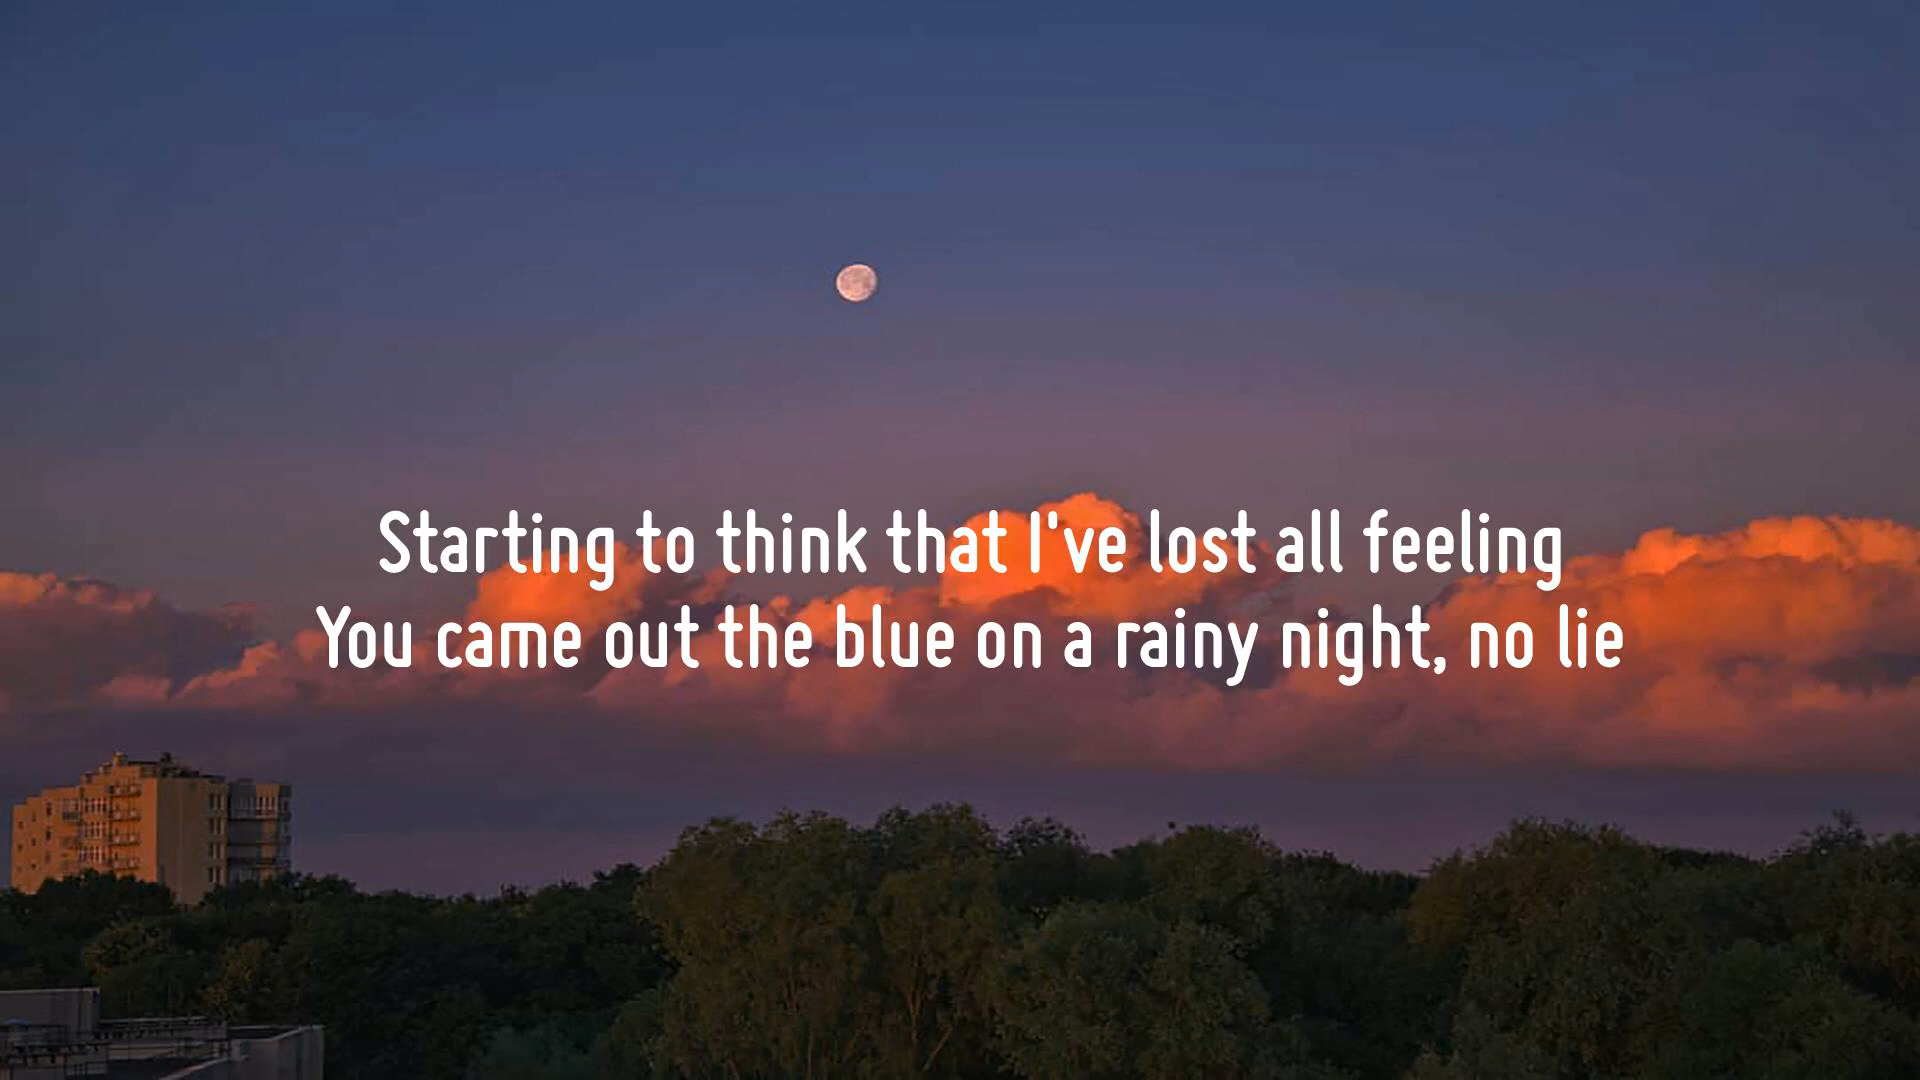 Starting to think that I've lost all feeling
You came out the blue on a rainy night, no lie